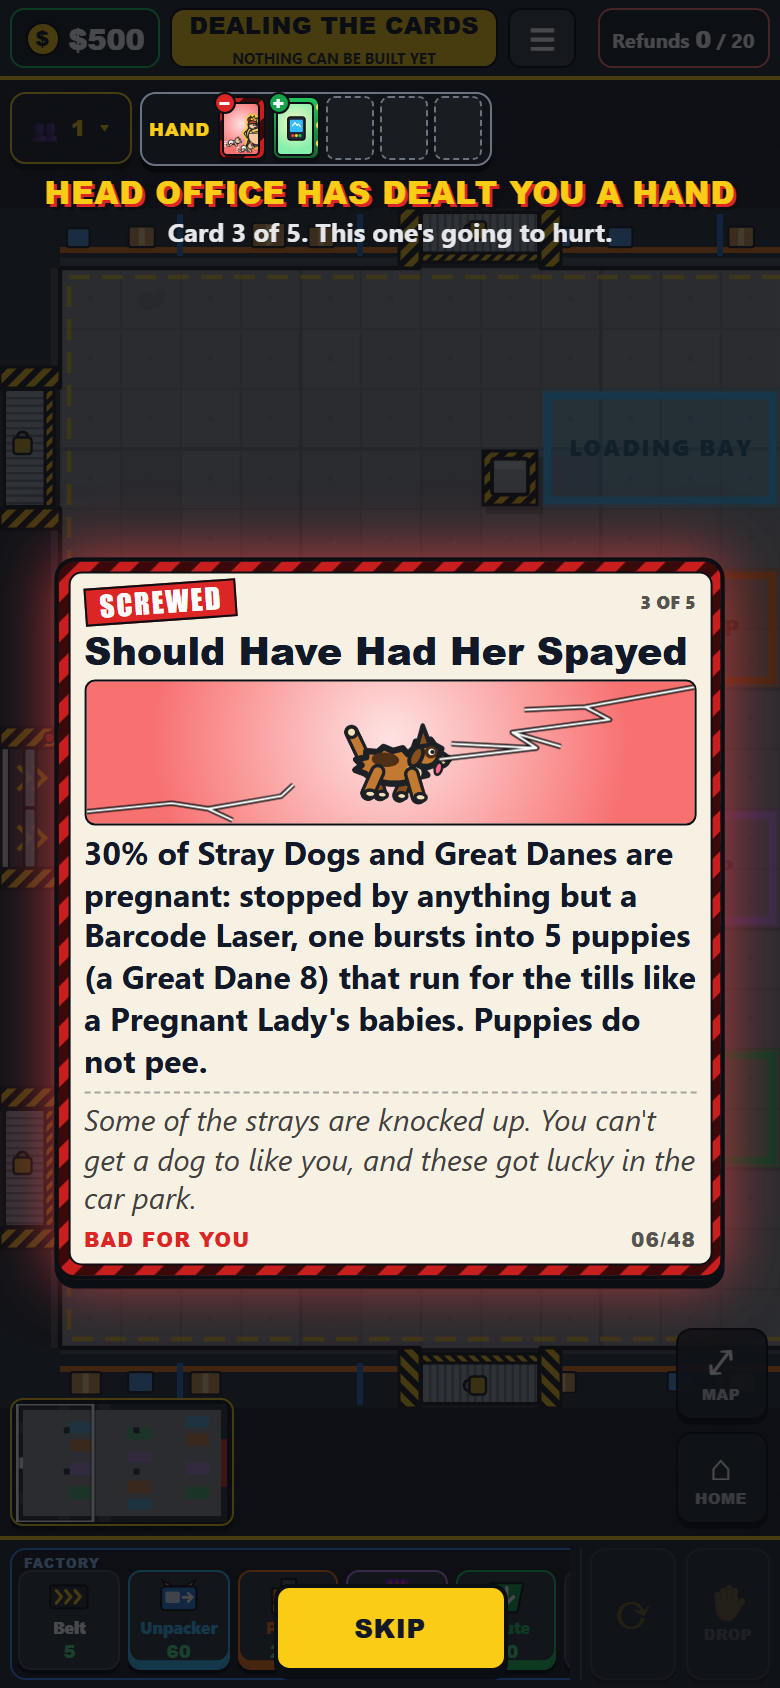 $500
DEALING THE CARDS
NOTHING CAN BE BUILT YET
Refunds 0 / 20
1
HAND
HEAD OFFICE HAS DEALT YOU A HAND
Card 3 of 5. This one's going to hurt.
LOADING BAY
SCREWED
3 OF 5
Should Have Had Her Spayed
30% of Stray Dogs and Great Danes are
pregnant: stopped by anything but a
Barcode Laser, one bursts into 5 puppies
(a Great Dane 8) that run for the tills like
a Pregnant Lady's babies. Puppies do
not pee.
Some of the strays are knocked up. You can't
get a dog to like you, and these got lucky in the
car park.
BAD FOR YOU
06/48
MAP
HOME
FACTORY
Belt
5
Unpacker
60
SKIP
DROP